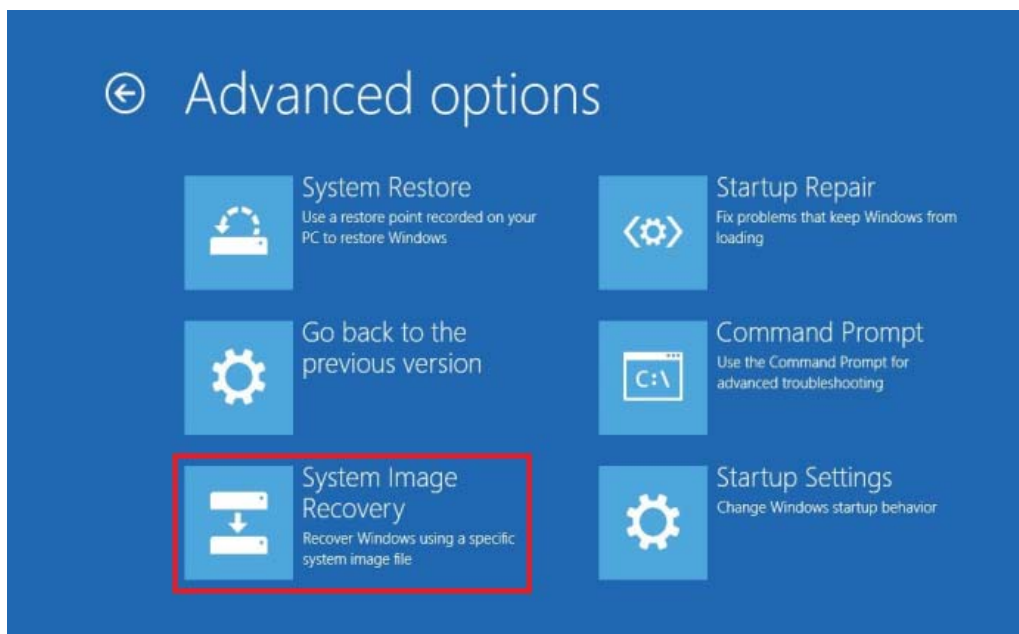 Advanced options
System Restore
Use a restore point recorded on your
PC to restore Windows
Startup Repair
Fix problems that keep Windows from
loading
Go back to the
previous version
Command Prompt
Use the Command Prompt for
advanced troubleshooting
C:\
System Image
Recovery
Recover Windows using a specific
system image file
Startup Settings
Change Windows startup behavior